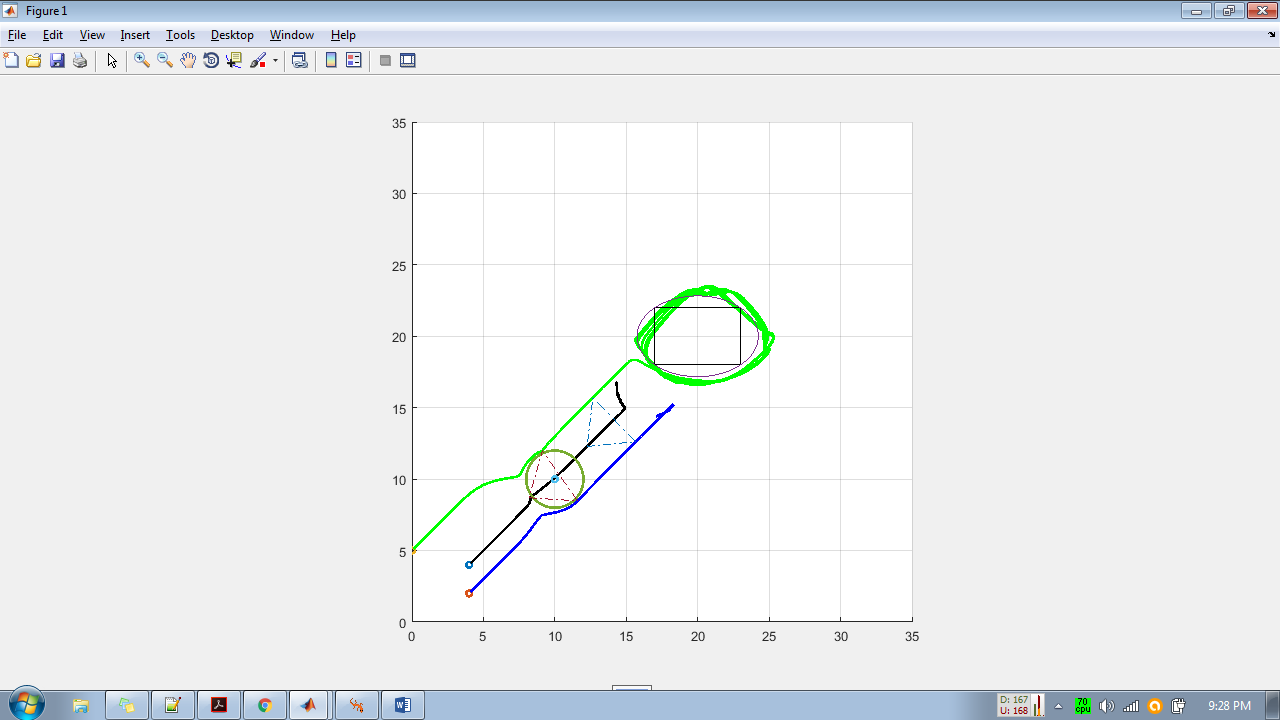 Figure 1
File Edit View Insert Tools Desktop Window Help
35
30
25
20
15
10
5
0
0 5 10 15 20 25 30 35
D: 167
U: 168
70
cpu
9:28 PM